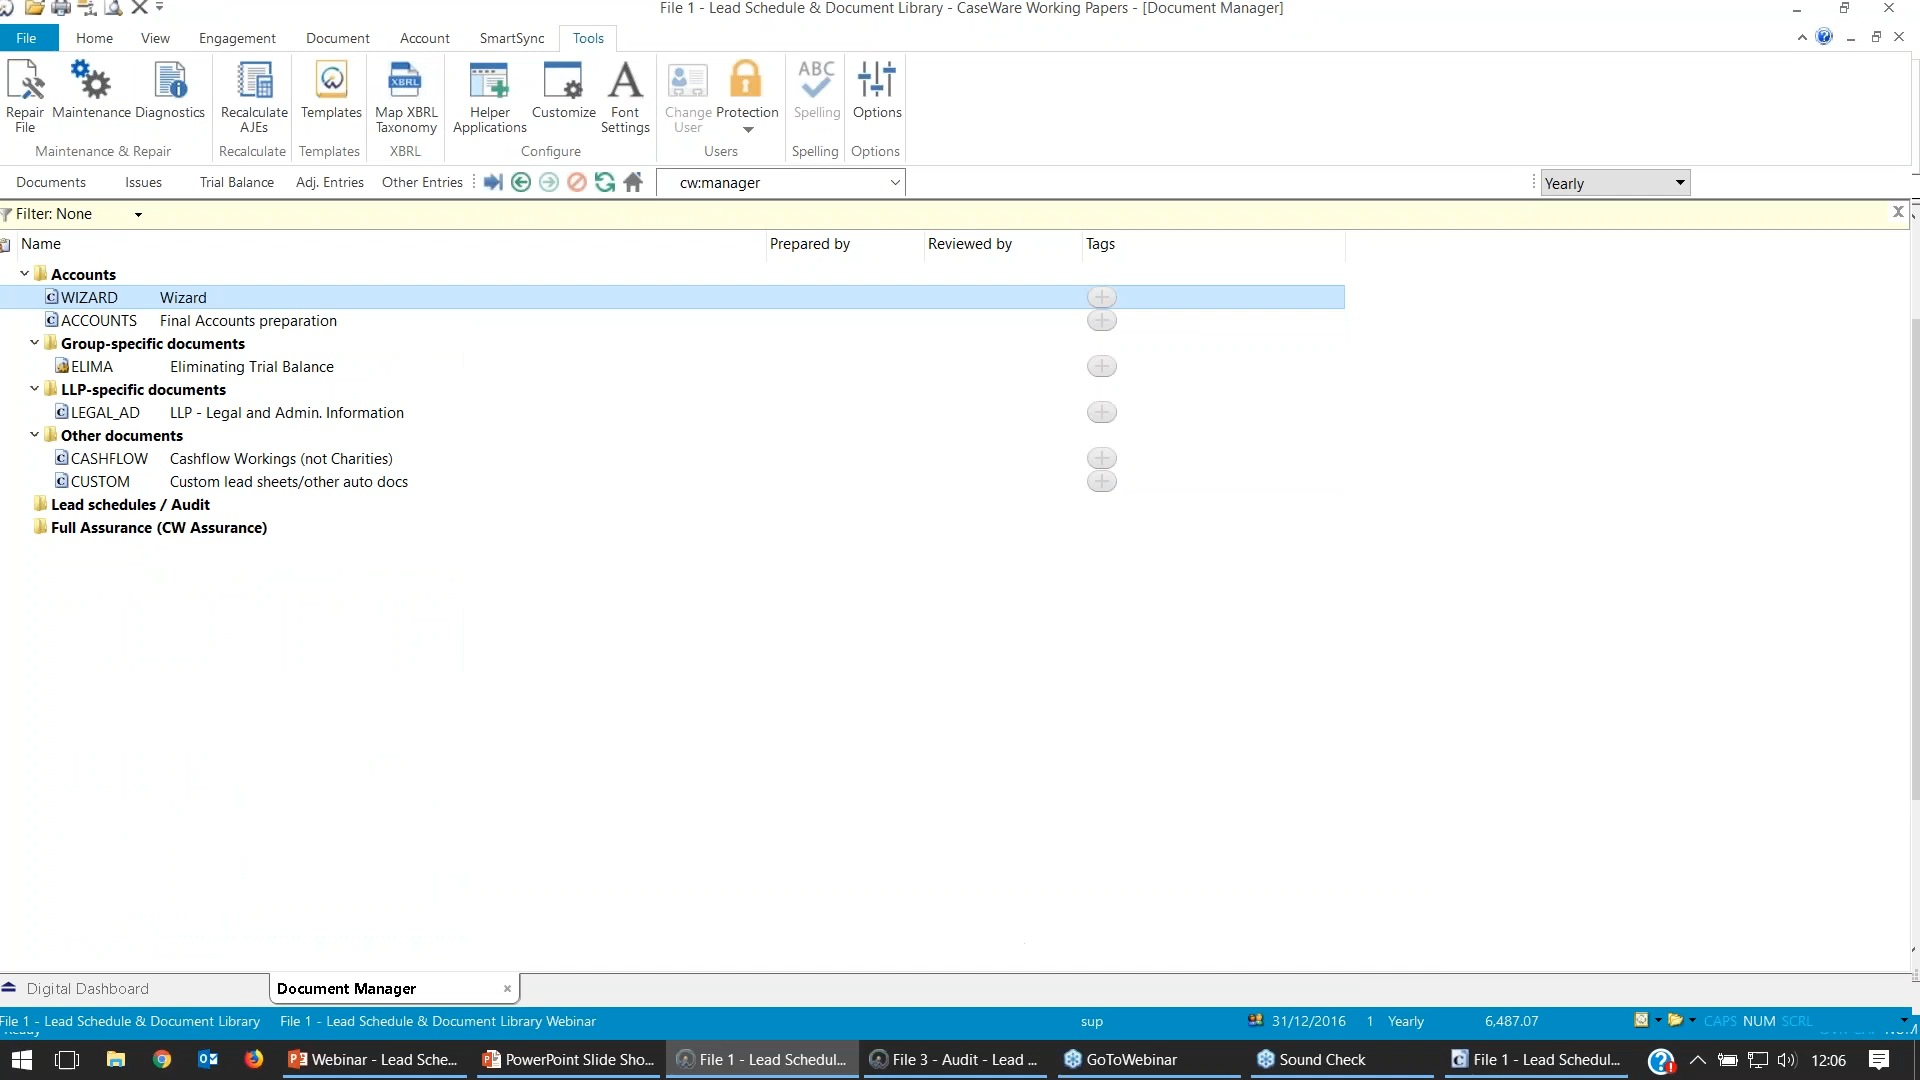 File 1 - Lead Schedule & Document Library - CaseWare Working Papers - [Document Manager]
File Home View Engagement Document Account SmartSync Tools
Repair File Maintenance Diagnostics Recalculate AJEs Templates Map XBRL Taxonomy Helper Applications Customize Font Settings Change User Protection Spelling Options
XBRL ABC
Maintenance & Repair Recalculate Templates XBRL Configure Users Spelling Options
Documents Issues Trial Balance Adj. Entries Other Entries cw:manager Yearly
Filter: None X
Name Prepared by Reviewed by Tags
Accounts
WIZARD Wizard
ACCOUNTS Final Accounts preparation
Group-specific documents
ELIMA Eliminating Trial Balance
LLP-specific documents
LEGAL_AD LLP - Legal and Admin. Information
Other documents
CASHFLOW Cashflow Workings (not Charities)
CUSTOM Custom lead sheets/other auto docs
Lead schedules / Audit
Full Assurance (CW Assurance)
Digital Dashboard Document Manager
File 1 - Lead Schedule & Document Library File 1 - Lead Schedule & Document Library Webinar sup 31/12/2016 1 Yearly 6,487.07 CAPS NUM SCRL
Webinar - Lead Sche... PowerPoint Slide Sho... File 1 - Lead Schedul... File 3 - Audit - Lead ... GoToWebinar Sound Check File 1 - Lead Schedul... 12:06